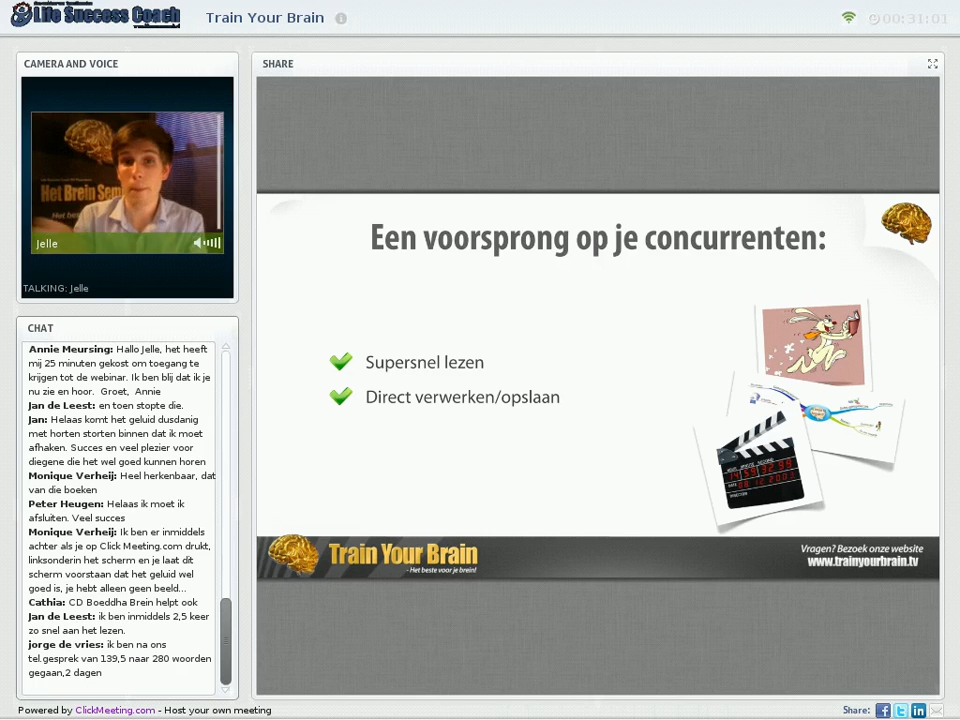 Life Success Coach
Train Your Brain
00:31:01
CAMERA AND VOICE
Het Brein Sem
Jelle
TALKING: Jelle
CHAT
Annie Meursing: Hallo Jelle, het heeft
mij 25 minuten gekost om toegang te
krijgen tot de webinar. Ik ben blij dat ik je
nu zie en hoor. Groet, Annie
Jan de Leest: en toen stopte die.
Jan: Helaas komt het geluid dusdanig
met horten storten binnen dat ik moet
afhaken. Succes en veel plezier voor
diegene die het wel goed kunnen horen
Monique Verheij: Heel herkenbaar, dat
van die boeken
Peter Heugen: Helaas ik moet ik
afsluiten. Veel succes
Monique Verheij: Ik ben er inmiddels
achter als je op Click Meeting.com drukt,
linksonderin het scherm en je laat dit
scherm voorstaan dat het geluid wel
goed is, je hebt alleen geen beeld...
Cathia: CD Boeddha Brein helpt ook
Jan de Leest: ik ben inmiddels 2,5 keer
zo snel aan het lezen.
jorge de vries: ik ben na ons
tel.gesprek van 139,5 naar 280 woorden
gegaan,2 dagen
SHARE
Een voorsprong op je concurrenten:
Supersnel lezen
Direct verwerken/opslaan
Train Your Brain
- Het beste voor je brein!
Vragen? Bezoek onze website
www.trainyourbrain.tv
Powered by ClickMeeting.com - Host your own meeting
Share: